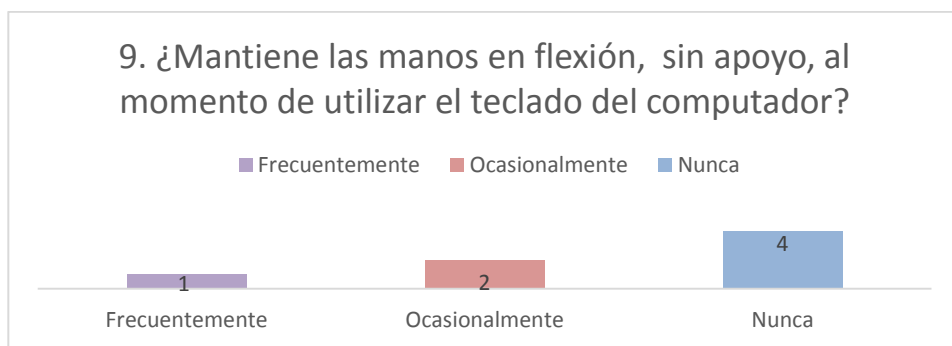 9. ¿Mantiene las manos en flexión,  sin apoyo, al
momento de utilizar el teclado del computador?
Frecuentemente Ocasionalmente Nunca
4
1 2
Frecuentemente Ocasionalmente Nunca